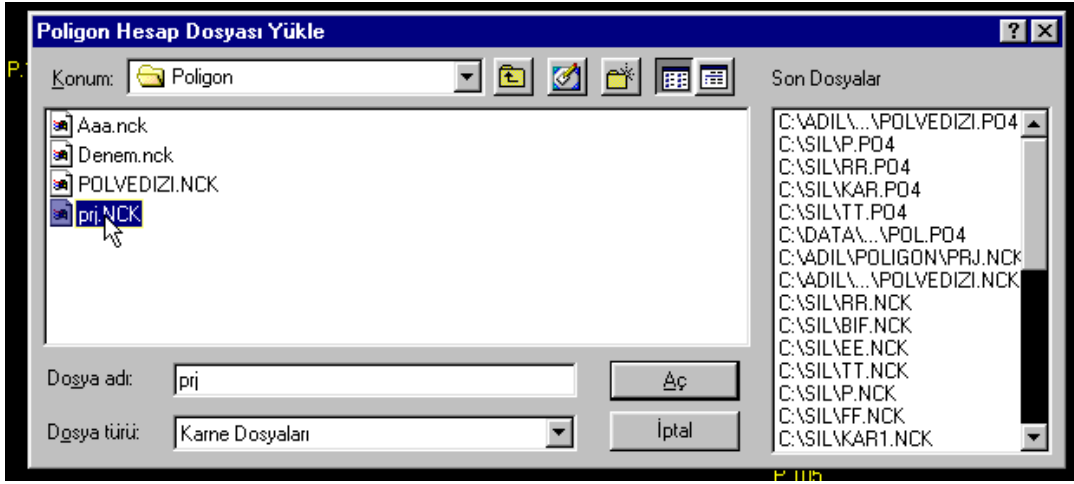 Poligon Hesap Dosyası Yükle
Konum: Poligon
Son Dosyalar
Aaa.nck
Denem.nck
POLVEDIZI.NCK
prj.NCK
C:\ADIL\...\POLVEDIZI.PO4
C:\SIL\P.PO4
C:\SIL\RR.PO4
C:\SIL\KAR.PO4
C:\SIL\TT.PO4
C:\DATA\...\POL.PO4
C:\ADIL\POLIGON\PRJ.NCK
C:\ADIL\...\POLVEDIZI.NCK
C:\SIL\RR.NCK
C:\SIL\BIF.NCK
C:\SIL\EE.NCK
C:\SIL\TT.NCK
C:\SIL\P.NCK
C:\SIL\FF.NCK
C:\SIL\KAR1.NCK
Dosya adı: prj
Aç
Dosya türü: Karne Dosyaları
İptal